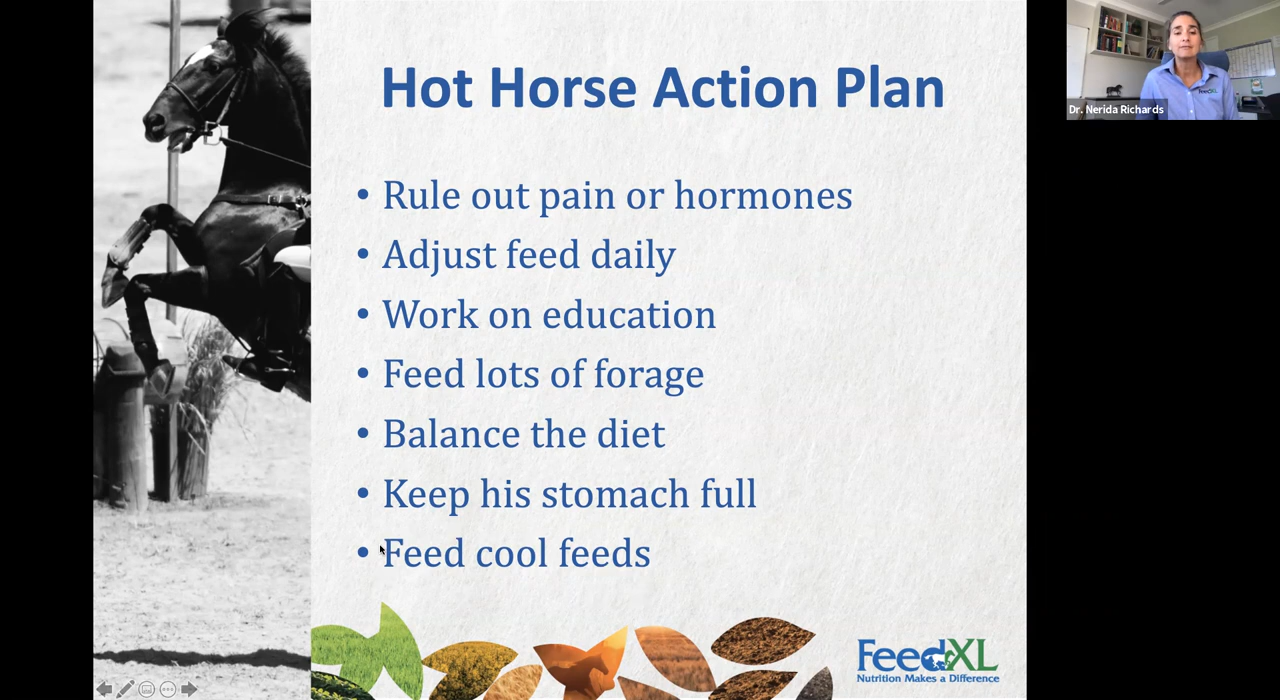 Hot Horse Action Plan
• Rule out pain or hormones
• Adjust feed daily
• Work on education
• Feed lots of forage
• Balance the diet
• Keep his stomach full
• Feed cool feeds
FeedXL
Nutrition Makes a Difference
Dr. Nerida Richards
FeedXL